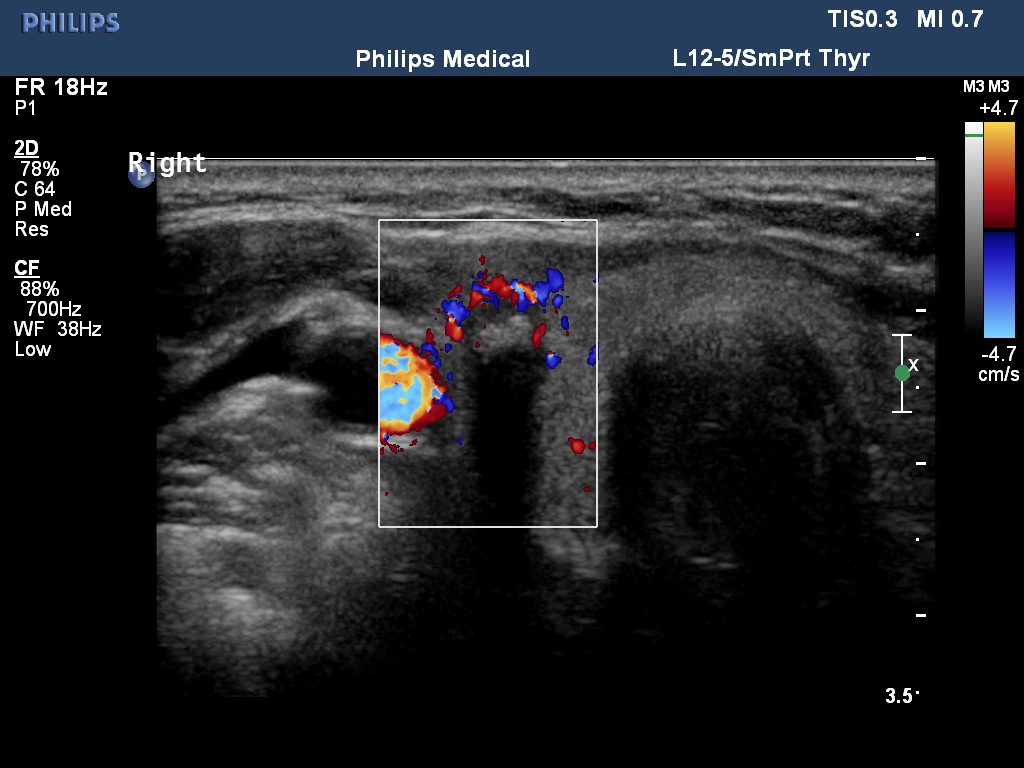 PHILIPS
TIS0.3 MI 0.7
Philips Medical
L12-5/SmPrt Thyr
FR 18Hz
P1
2D
78%
C 64
P Med
Res
CF
88%
700Hz
WF 38Hz
Low
Right
P
M3 M3
+4.7
x
-4.7
cm/s
3.5